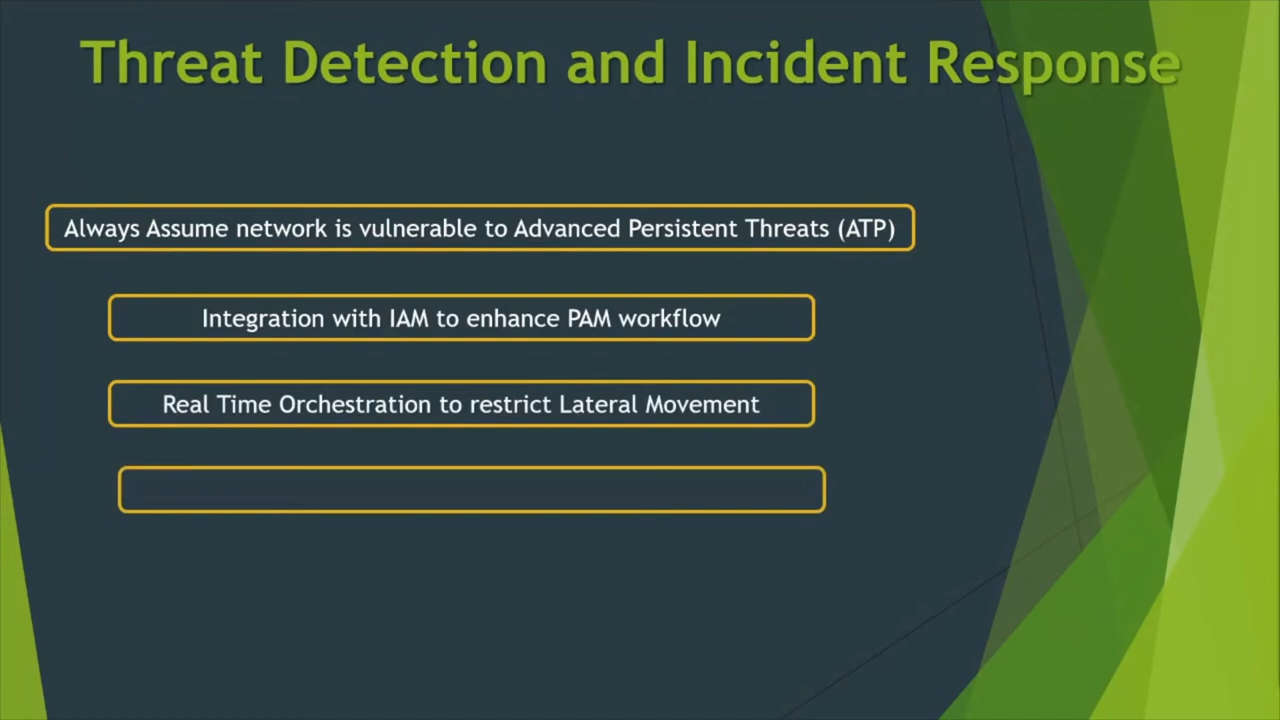 Threat Detection and Incident Response
Always Assume network is vulnerable to Advanced Persistent Threats (ATP)
Integration with IAM to enhance PAM workflow
Real Time Orchestration to restrict Lateral Movement